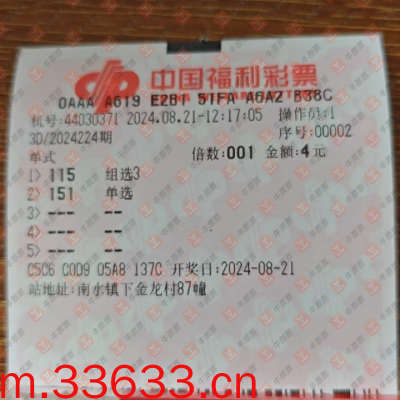 中国福利彩票
0AAA A619 E2B1 51FA A6A2 B38C
机号:44030371 2024.08.21-12:17:05 操作员:1
3D/2024224期 序号:00002
单式 倍数:001 金额:4元
1> 115 组选3
2> 151 单选
3> --- --
4> --- --
5> --- --
C5C6 C0D9 05A8 137C 开奖日:2024-08-21
站地址:南水镇下金龙村87幢
m.33633.cn